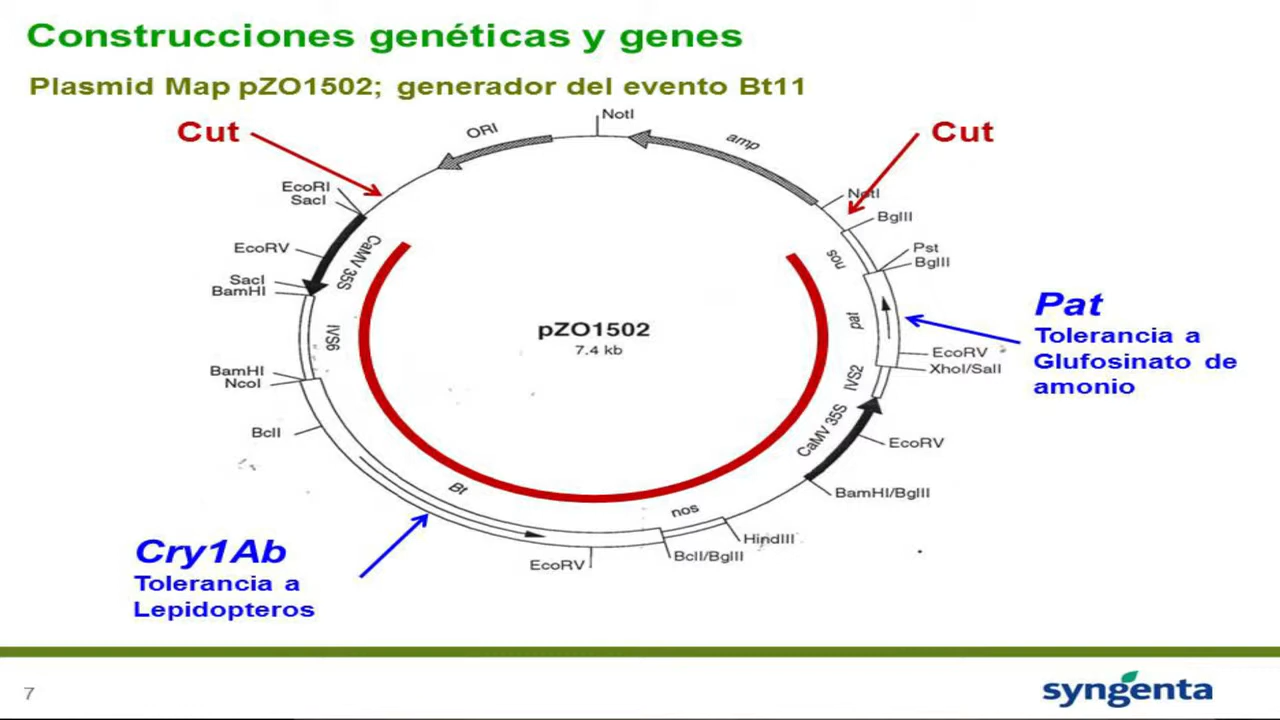 Construcciones genéticas y genes
Plasmid Map pZO1502; generador del evento Bt11
Cut
ORI
NotI
amp
Cut
EcoRI
SacI
NotI
BglII
EcoRV
CaMV 35S
nos
Pst
BglII
SacI
BamHI
IVS6
pZO1502
7.4 kb
pat
Pat
Tolerancia a
Glufosinato de
amonio
EcoRV
XhoI/SalI
BamHI
NcoI
IVS2
CaMV 35S
BclI
EcoRV
Bt
BamHI/BglII
nos
HindIII
Cry1Ab
Tolerancia a
Lepidopteros
EcoRV
BclI/BglII
7
syngenta